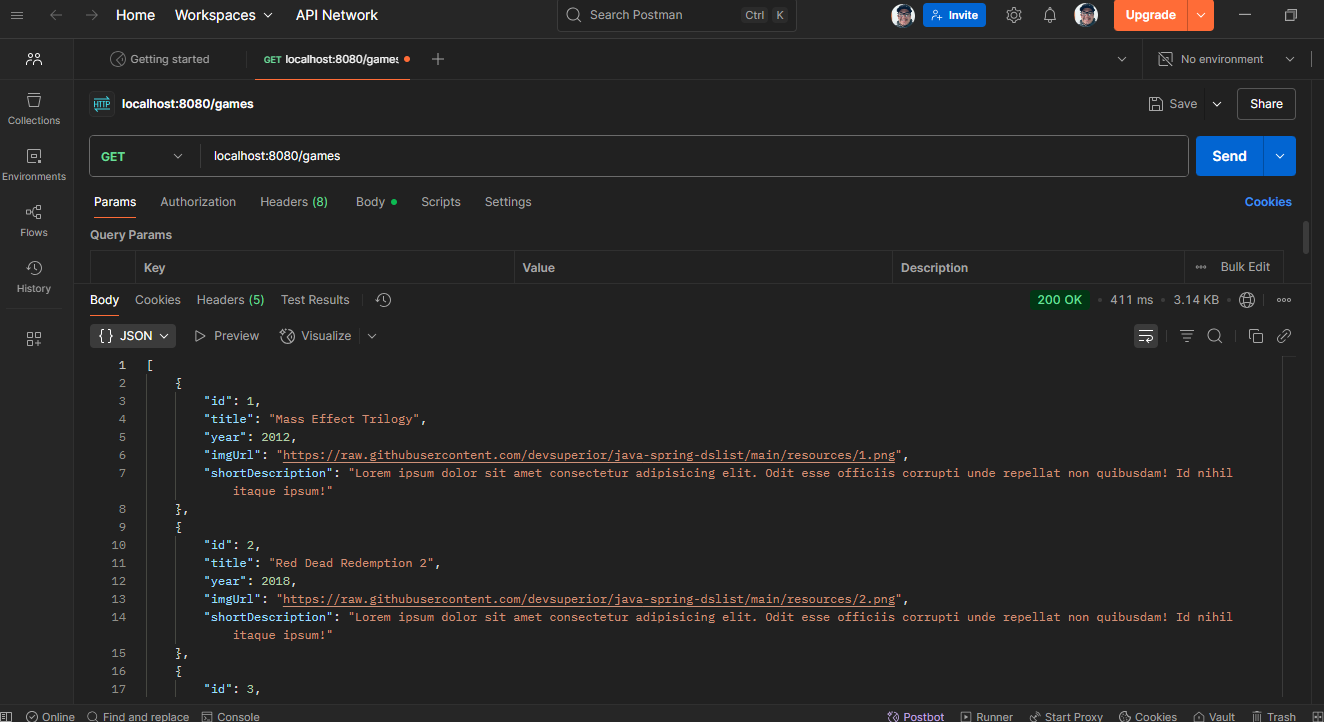 Home Workspaces API Network Search Postman Ctrl K Invite Upgrade
Getting started GET localhost:8080/games No environment
HTTP localhost:8080/games Save Share
Collections
GET localhost:8080/games Send
Environments
Params Authorization Headers (8) Body Scripts Settings Cookies
Flows
Query Params
Key Value Description Bulk Edit
History
Body Cookies Headers (5) Test Results 200 OK 411 ms 3.14 KB
{} JSON Preview Visualize
1 [
2 {
3 "id": 1,
4 "title": "Mass Effect Trilogy",
5 "year": 2012,
6 "imgUrl": "https://raw.githubusercontent.com/devsuperior/java-spring-dslist/main/resources/1.png",
7 "shortDescription": "Lorem ipsum dolor sit amet consectetur adipisicing elit. Odit esse officiis corrupti unde repellat non quibusdam! Id nihil
itaque ipsum!"
8 },
9 {
10 "id": 2,
11 "title": "Red Dead Redemption 2",
12 "year": 2018,
13 "imgUrl": "https://raw.githubusercontent.com/devsuperior/java-spring-dslist/main/resources/2.png",
14 "shortDescription": "Lorem ipsum dolor sit amet consectetur adipisicing elit. Odit esse officiis corrupti unde repellat non quibusdam! Id nihil
itaque ipsum!"
15 },
16 {
17 "id": 3,
Online Find and replace Console Postbot Runner Start Proxy Cookies Vault Trash